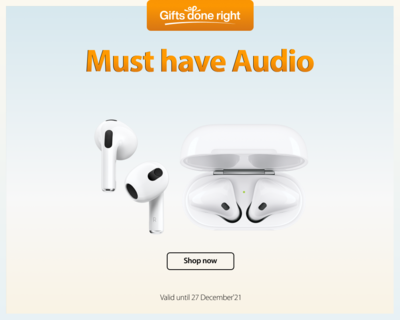 Gifts done right
Must have Audio
Shop now
Valid until 27 December'21